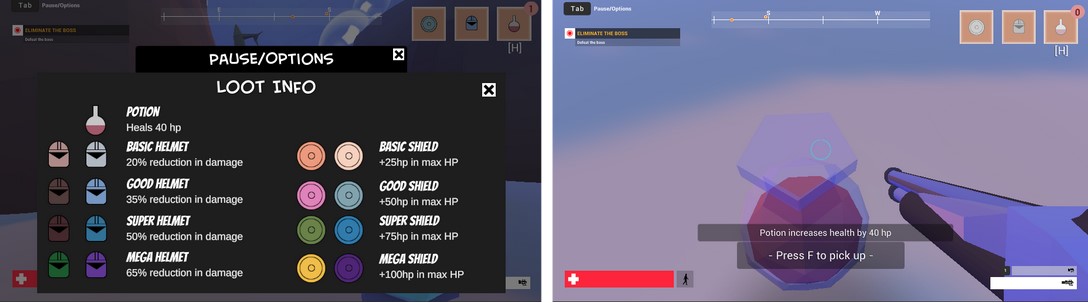 Tab Pause/Options
S
1
ELIMINATE THE BOSS
Defeat the boss
[H]
PAUSE/OPTIONS
LOOT INFO
POTION
Heals 40 hp
BASIC HELMET
20% reduction in damage
BASIC SHIELD
+25hp in max HP
GOOD HELMET
35% reduction in damage
GOOD SHIELD
+50hp in max HP
SUPER HELMET
50% reduction in damage
SUPER SHIELD
+75hp in max HP
MEGA HELMET
65% reduction in damage
MEGA SHIELD
+100hp in max HP
Tab Pause/Options
S W
0
ELIMINATE THE BOSS
Defeat the boss
[H]
Potion increases health by 40 hp
- Press F to pick up -